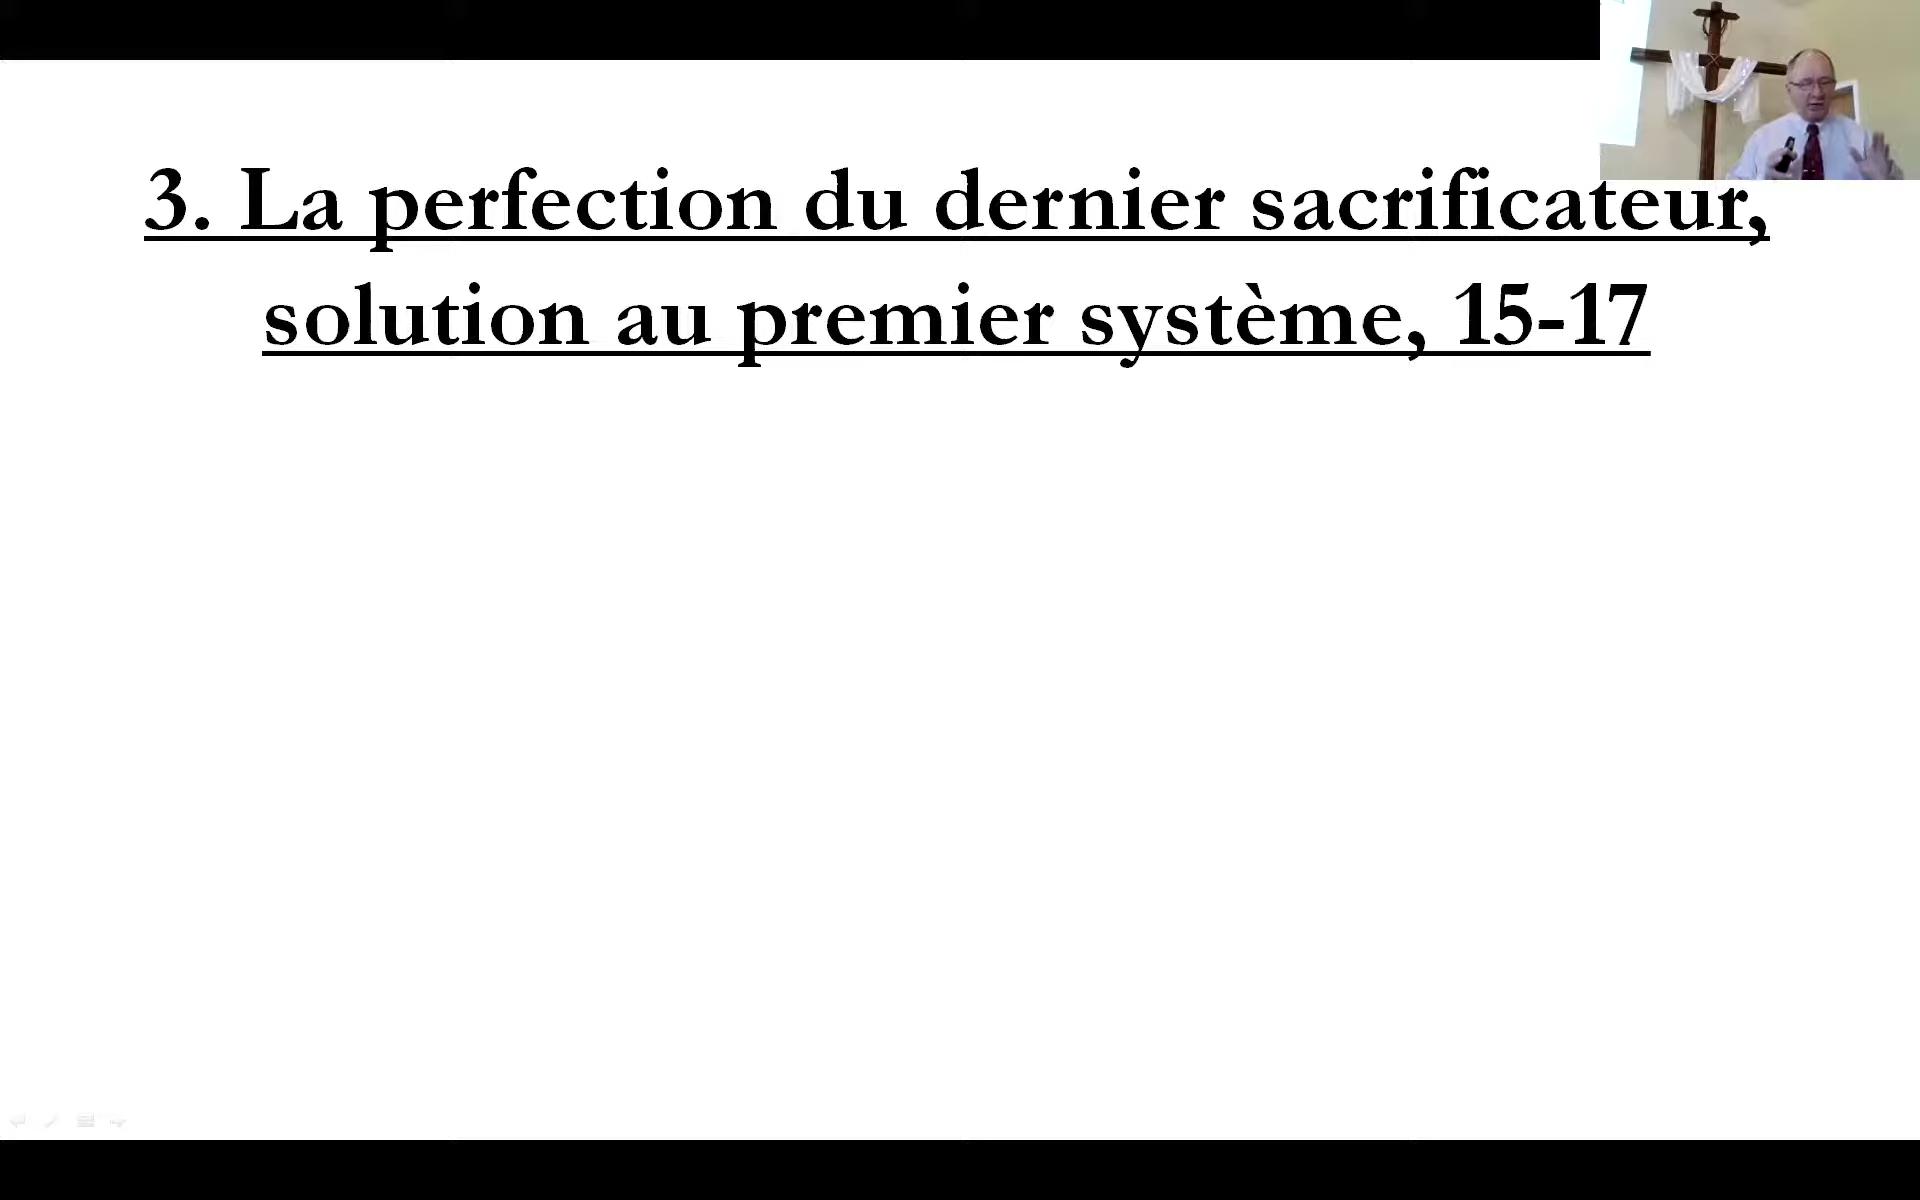 3. La perfection du dernier sacrificateur,
solution au premier système, 15-17